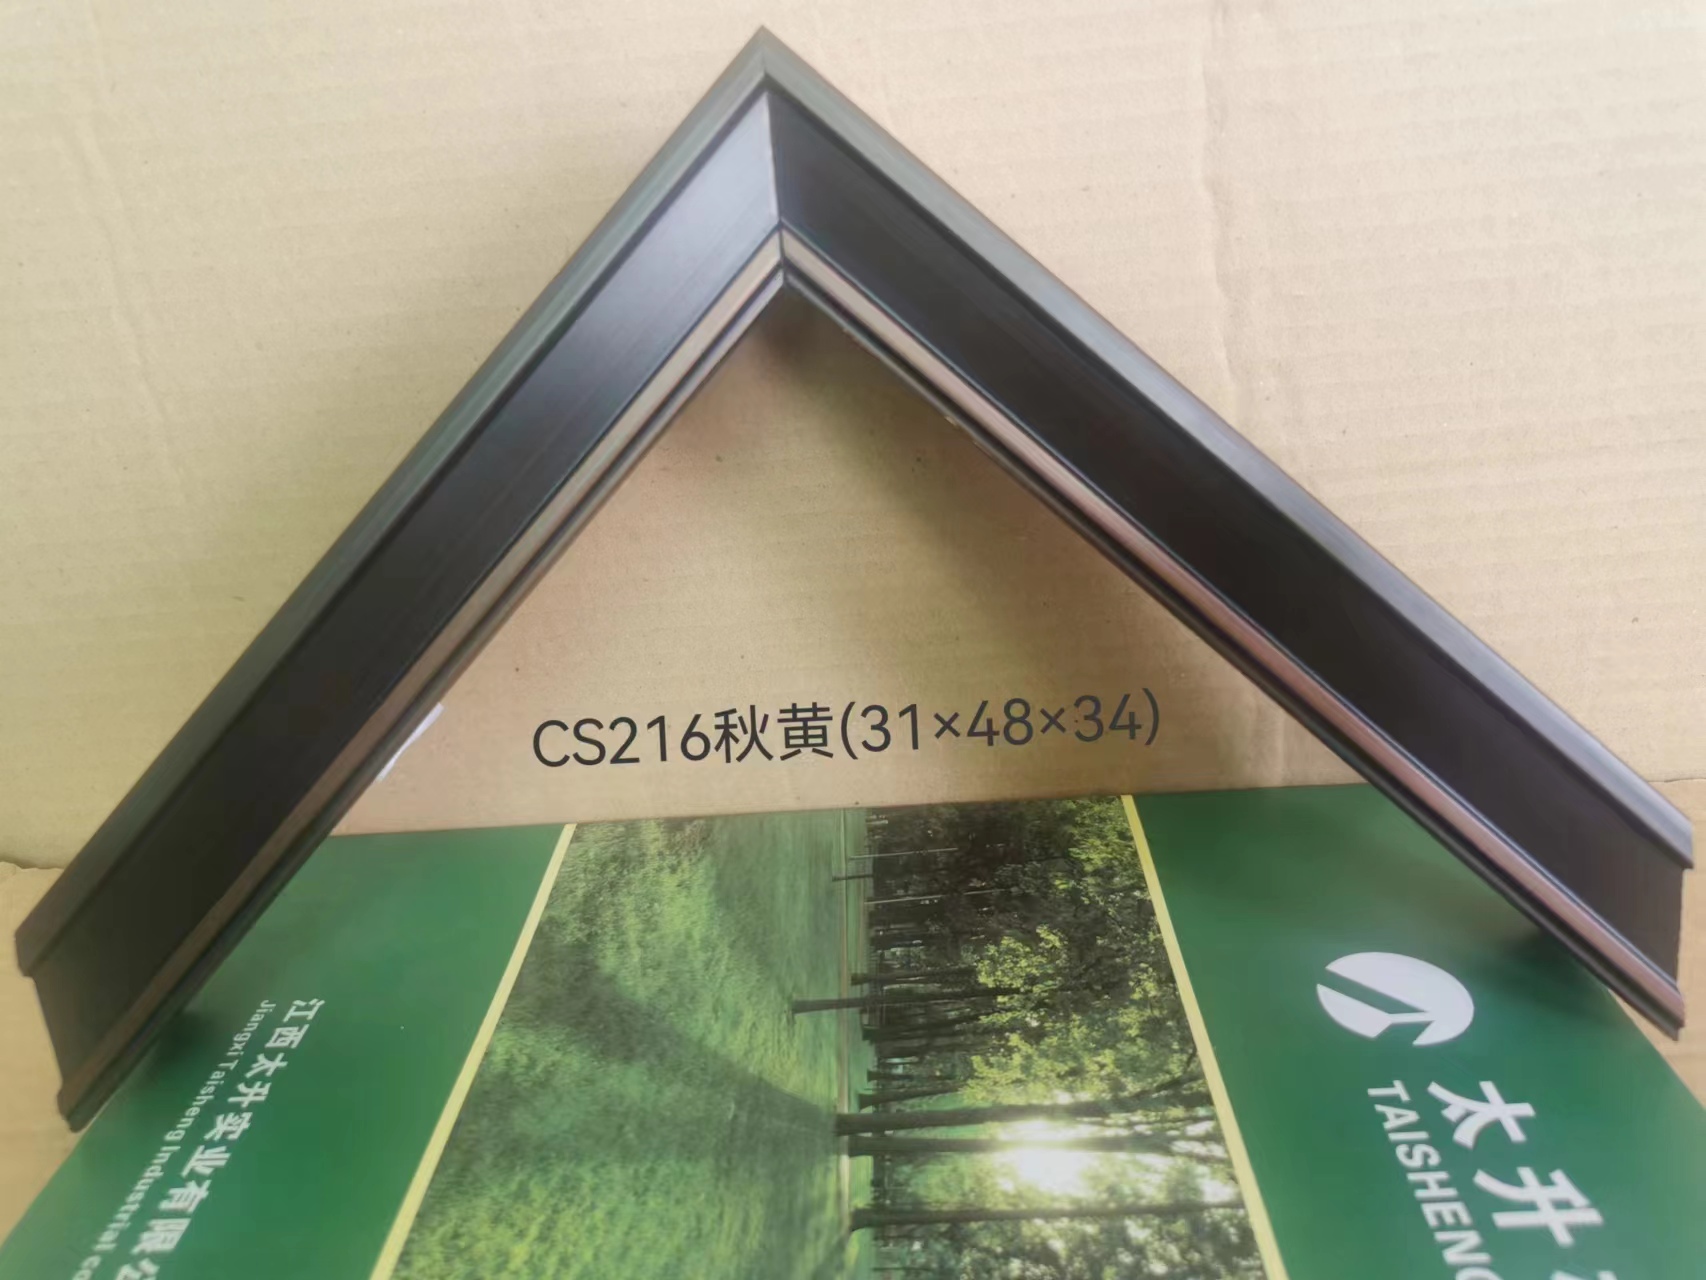 CS216秋黄(31×48×34)
江西太升实业有限公
Jiangxi Taisheng Industrial co
太升
TAISHENG